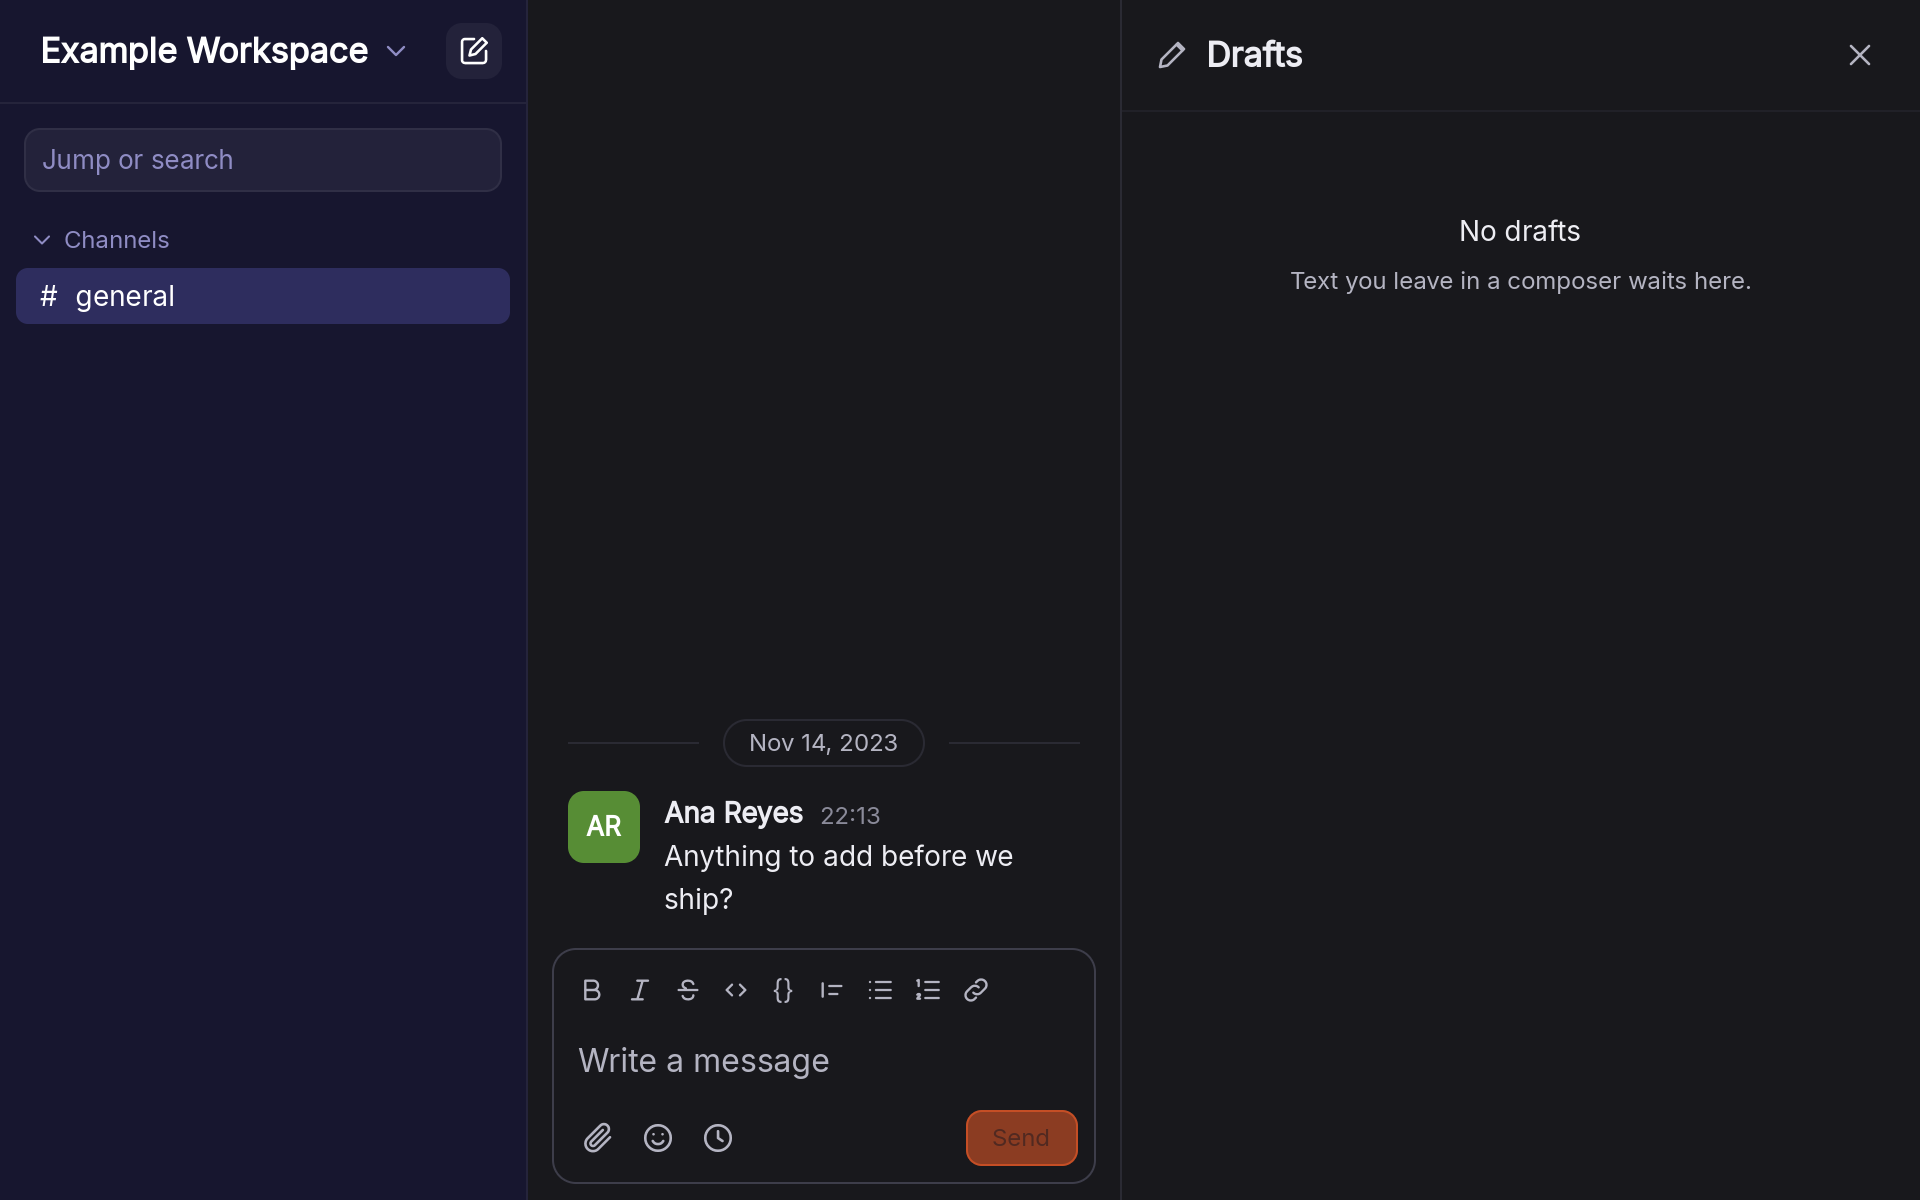 Example Workspace
Jump or search
Channels
# general
Nov 14, 2023
AR
Ana Reyes 22:13
Anything to add before we
ship?
Write a message
Send
Drafts
No drafts
Text you leave in a composer waits here.